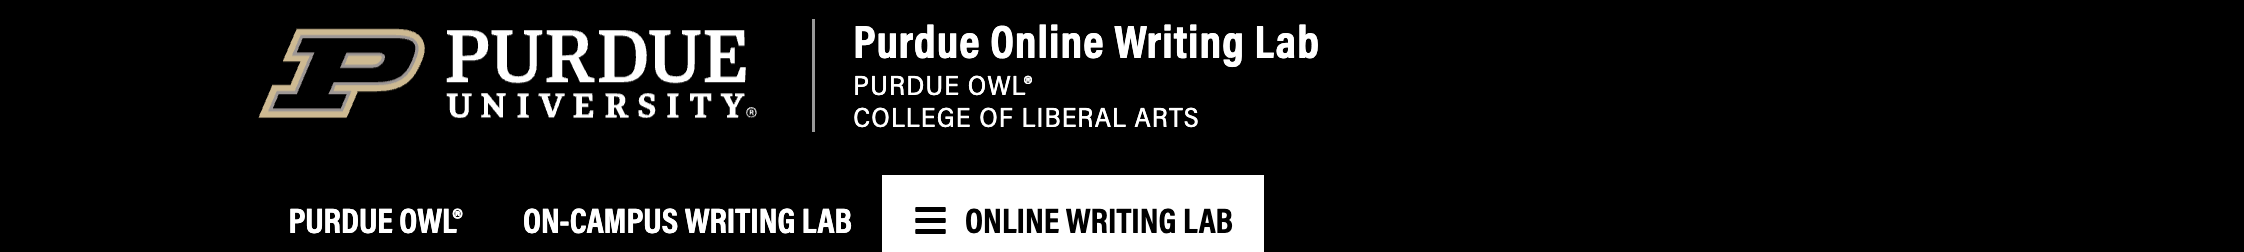 PURDUE
UNIVERSITY®
Purdue Online Writing Lab
PURDUE OWL®
COLLEGE OF LIBERAL ARTS
PURDUE OWL®
ON-CAMPUS WRITING LAB
ONLINE WRITING LAB